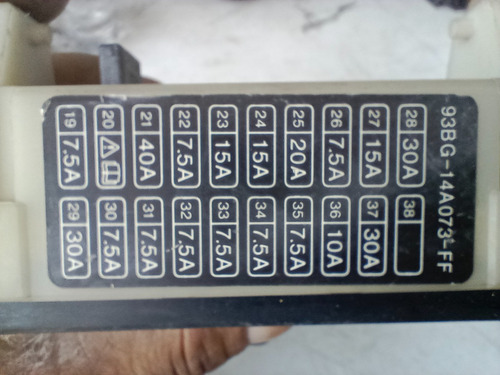 93BG-14A073-FF
28 30A 38
27 15A 37 30A
26 7.5A 36 10A
25 20A 35 7.5A
24 15A 34 7.5A
23 15A 33 7.5A
22 7.5A 32 7.5A
21 40A 31 7.5A
20 30 7.5A
19 7.5A 29 30A